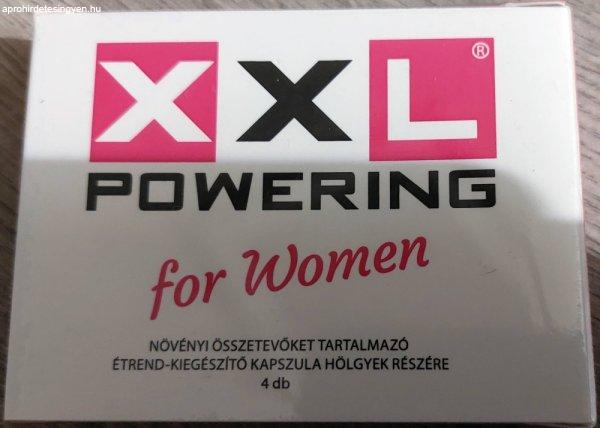 aprohirdetesingyen.hu
XXL®
POWERING
for Women
NÖVÉNYI ÖSSZETEVŐKET TARTALMAZÓ
ÉTREND-KIEGÉSZÍTŐ KAPSZULA HÖLGYEK RÉSZÉRE
4 db